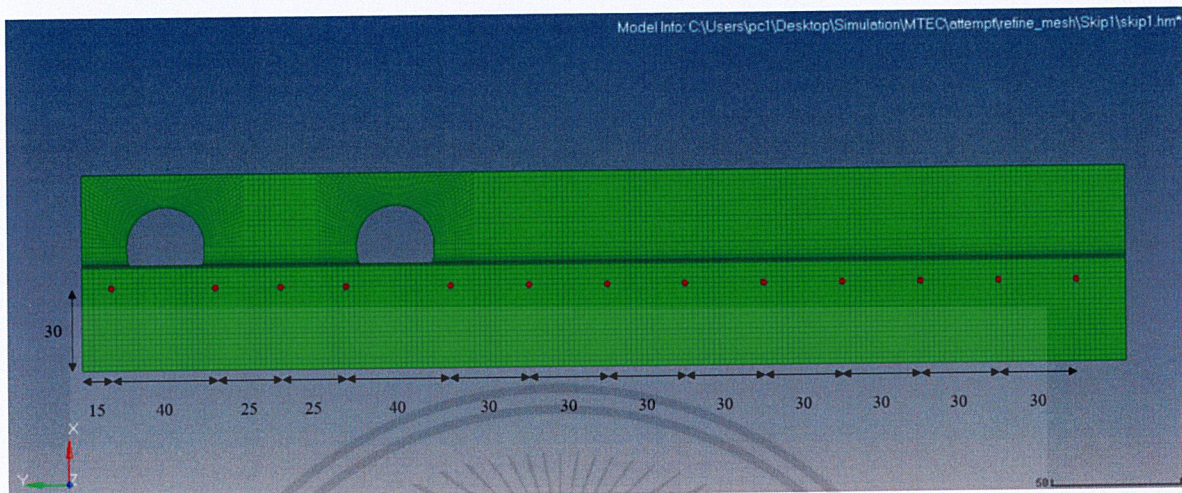 Model Info: C:\Users\pc1\Desktop\Simulation\MTEC\attempt\refine_mesh\Skip1\skip1.hm*
30
15 40 25 25 40 30 30 30 30 30 30 30 30
X
Y Z
50